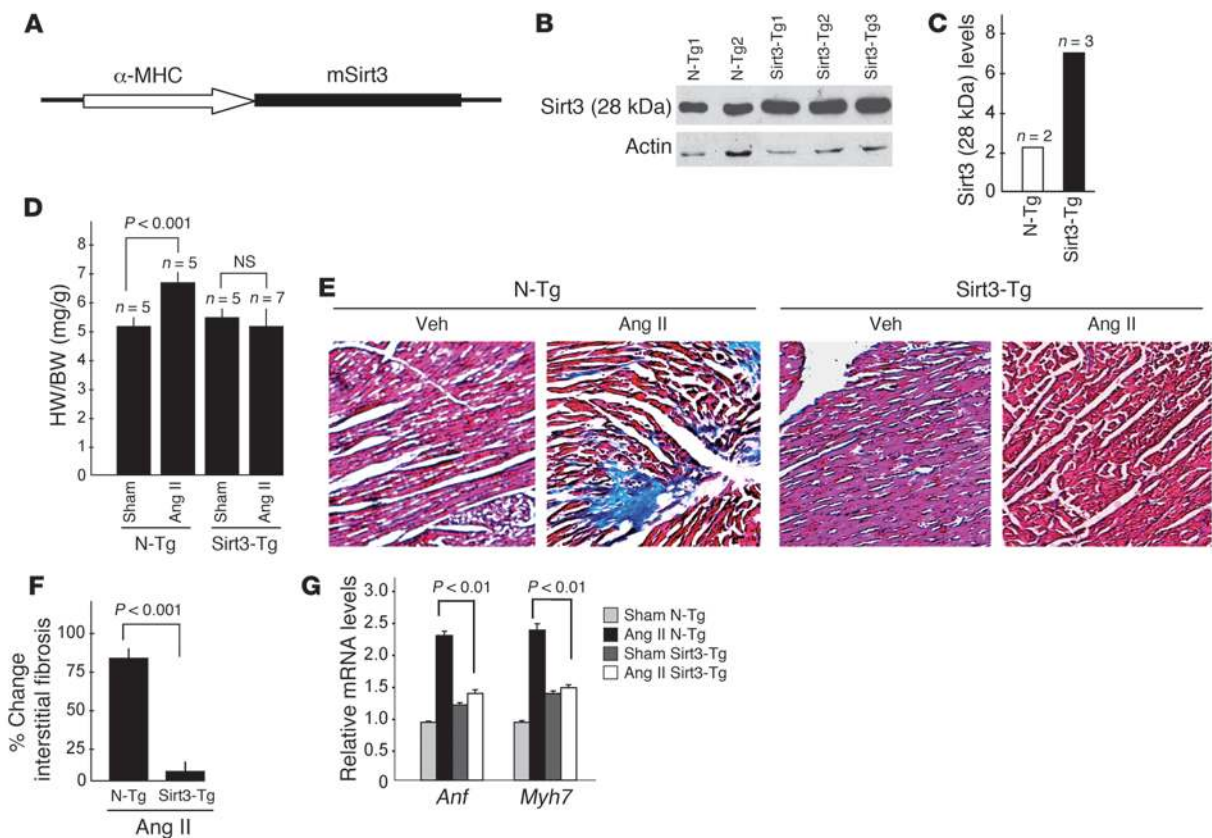 A
α-MHC
mSirt3
B
N-Tg1
N-Tg2
Sirt3-Tg1
Sirt3-Tg2
Sirt3-Tg3
Sirt3 (28 kDa)
Actin
C
Sirt3 (28 kDa) levels
8
6
4
2
0
n = 2
n = 3
N-Tg
Sirt3-Tg
D
HW/BW (mg/g)
8
7
6
5
4
3
2
1
0
P < 0.001
n = 5
n = 5
NS
n = 5
n = 7
Sham
Ang II
Sham
Ang II
N-Tg
Sirt3-Tg
E
N-Tg
Sirt3-Tg
Veh
Ang II
Veh
Ang II
F
% Change
interstitial fibrosis
100
75
50
25
0
P < 0.001
N-Tg
Sirt3-Tg
Ang II
G
Relative mRNA levels
3.0
2.5
2.0
1.5
1.0
0.5
0
P < 0.01
P < 0.01
Anf
Myh7
Sham N-Tg
Ang II N-Tg
Sham Sirt3-Tg
Ang II Sirt3-Tg